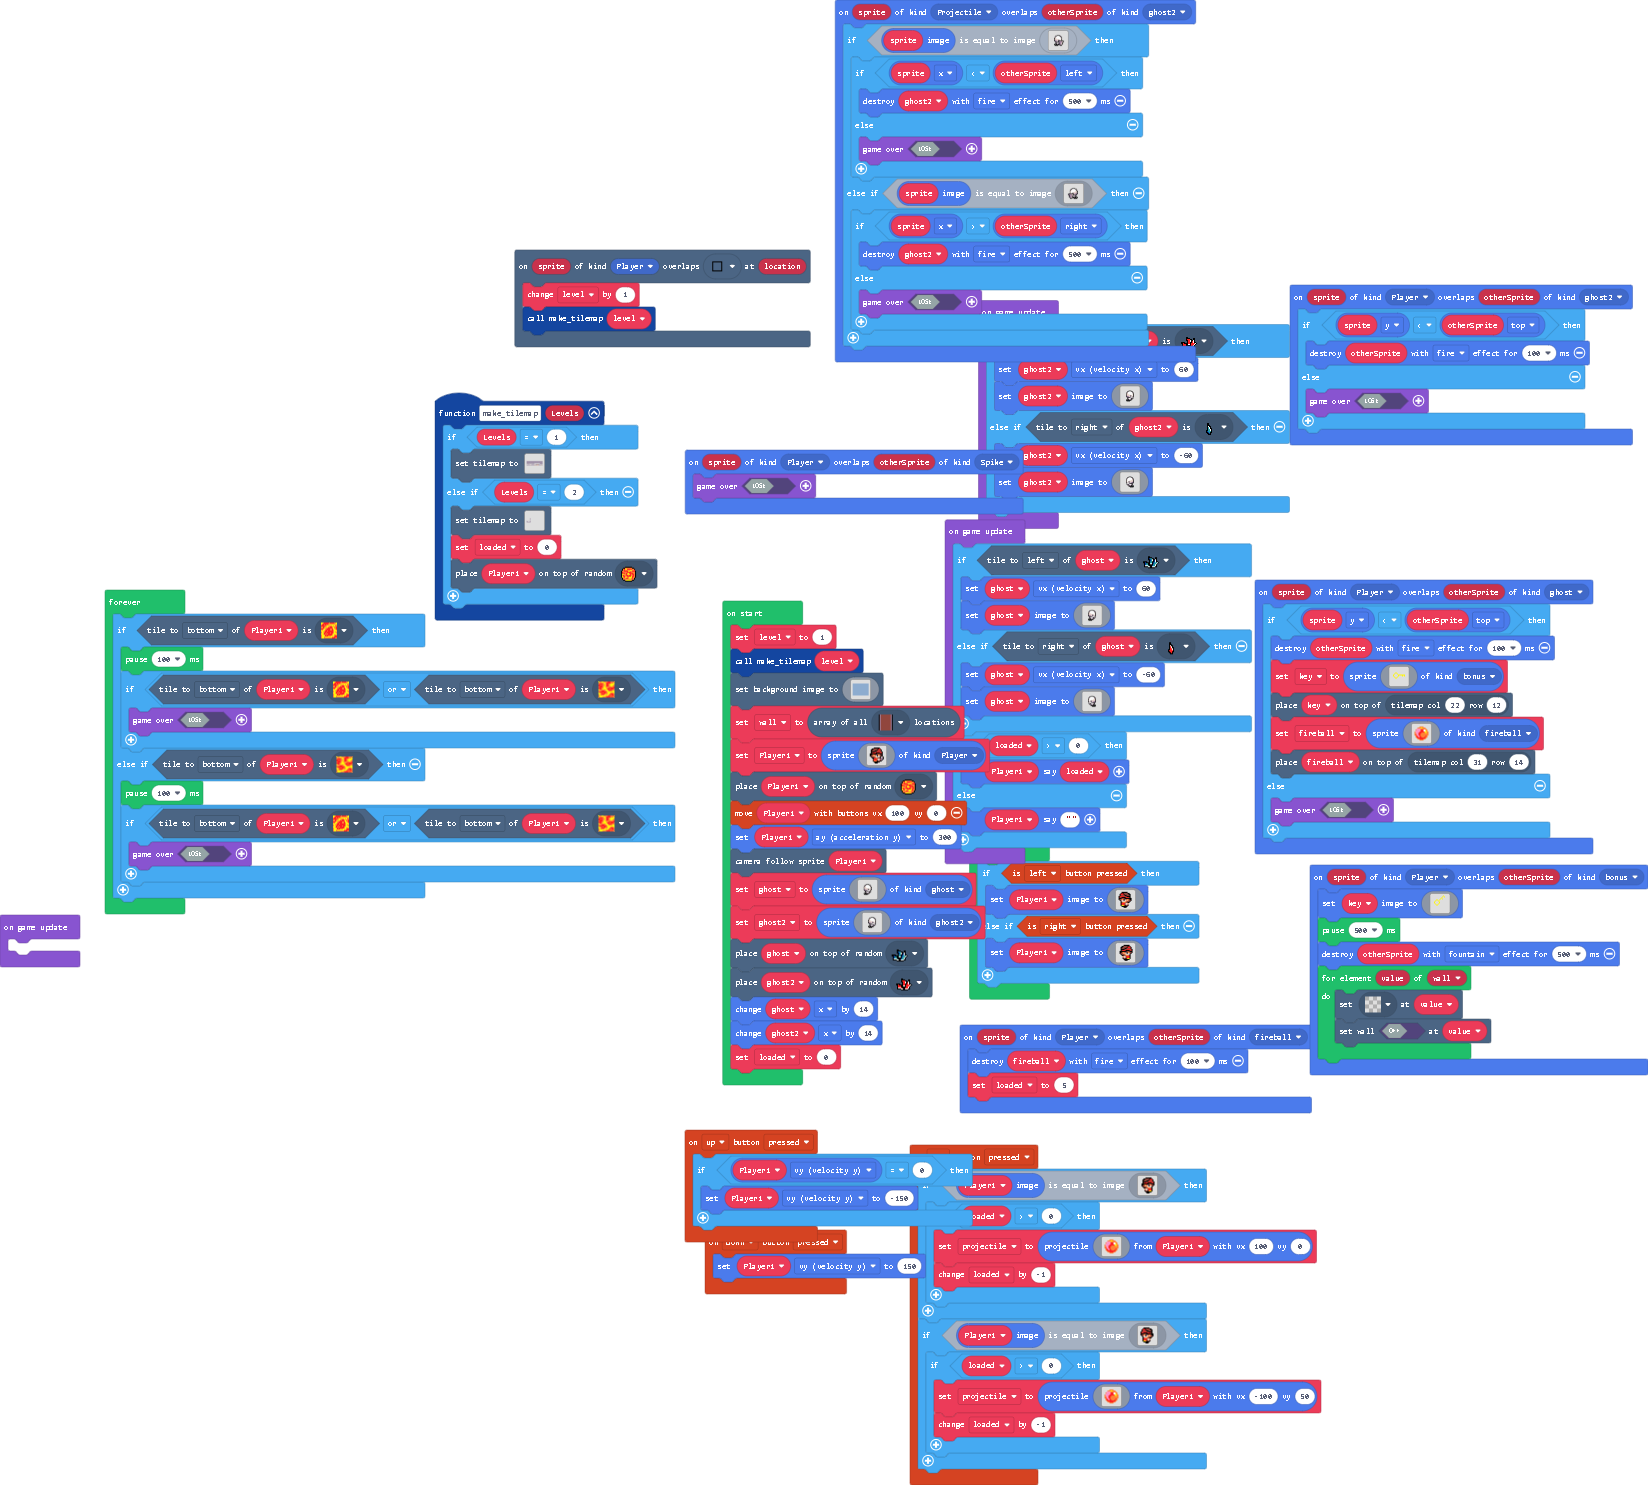 on sprite of kind Projectile overlaps otherSprite of kind ghost2
if sprite image is equal to image then
if sprite x < otherSprite left then
destroy ghost2 with fire effect for 500 ms
else
game over LOSE
else if sprite image is equal to image then
if sprite x > otherSprite right then
destroy ghost2 with fire effect for 500 ms
else
game over LOSE
on sprite of kind Player overlaps at location
change level by 1
call make_tilemap level
on game update
is then
set ghost2 vx (velocity x) to 60
set ghost2 image to
else if tile to right of ghost2 is then
ghost2 vx (velocity x) to -60
set ghost2 image to
on sprite of kind Player overlaps otherSprite of kind ghost2
if sprite y < otherSprite top then
destroy otherSprite with fire effect for 100 ms
else
game over LOSE
function make_tilemap Levels
if Levels = 1 then
set tilemap to
else if Levels = 2 then
set tilemap to
set loaded to 0
place Player1 on top of random
on sprite of kind Player overlaps otherSprite of kind Spike
game over LOSE
on game update
if tile to left of ghost is then
set ghost vx (velocity x) to 60
set ghost image to
else if tile to right of ghost is then
set ghost vx (velocity x) to -60
set ghost image to
loaded > 0 then
Player1 say loaded
else
Player1 say " "
on sprite of kind Player overlaps otherSprite of kind ghost
if sprite y < otherSprite top then
destroy otherSprite with fire effect for 100 ms
set key to sprite of kind bonus
place key on top of tilemap col 22 row 12
set fireball to sprite of kind fireball
place fireball on top of tilemap col 31 row 14
else
game over LOSE
forever
if tile to bottom of Player1 is then
pause 100 ms
if tile to bottom of Player1 is or tile to bottom of Player1 is then
game over LOSE
else if tile to bottom of Player1 is then
pause 100 ms
if tile to bottom of Player1 is or tile to bottom of Player1 is then
game over LOSE
on start
set level to 1
call make_tilemap level
set background image to
set wall to array of all locations
set Player1 to sprite of kind Player
place Player1 on top of random
move Player1 with buttons vx 100 vy 0
set Player1 ay (acceleration y) to 300
camera follow sprite Player1
set ghost to sprite of kind ghost
set ghost2 to sprite of kind ghost2
place ghost on top of random
place ghost2 on top of random
change ghost x by 14
change ghost2 x by 14
set loaded to 0
if is left button pressed then
set Player1 image to
else if is right button pressed then
set Player1 image to
on game update
on sprite of kind Player overlaps otherSprite of kind bonus
set key image to
pause 500 ms
destroy otherSprite with fountain effect for 500 ms
for element value of wall
do set at value
set wall at value
on sprite of kind Player overlaps otherSprite of kind fireball
destroy fireball with fire effect for 100 ms
set loaded to 5
on up button pressed
if Player1 vy (velocity y) = 0 then
set Player1 vy (velocity y) to -150
on down button pressed
set Player1 vy (velocity y) to 150
pressed
Player1 image is equal to image then
loaded > 0 then
set projectile to projectile from Player1 with vx 100 vy 0
change loaded by -1
if Player1 image is equal to image then
if loaded > 0 then
set projectile to projectile from Player1 with vx -100 vy 50
change loaded by -1